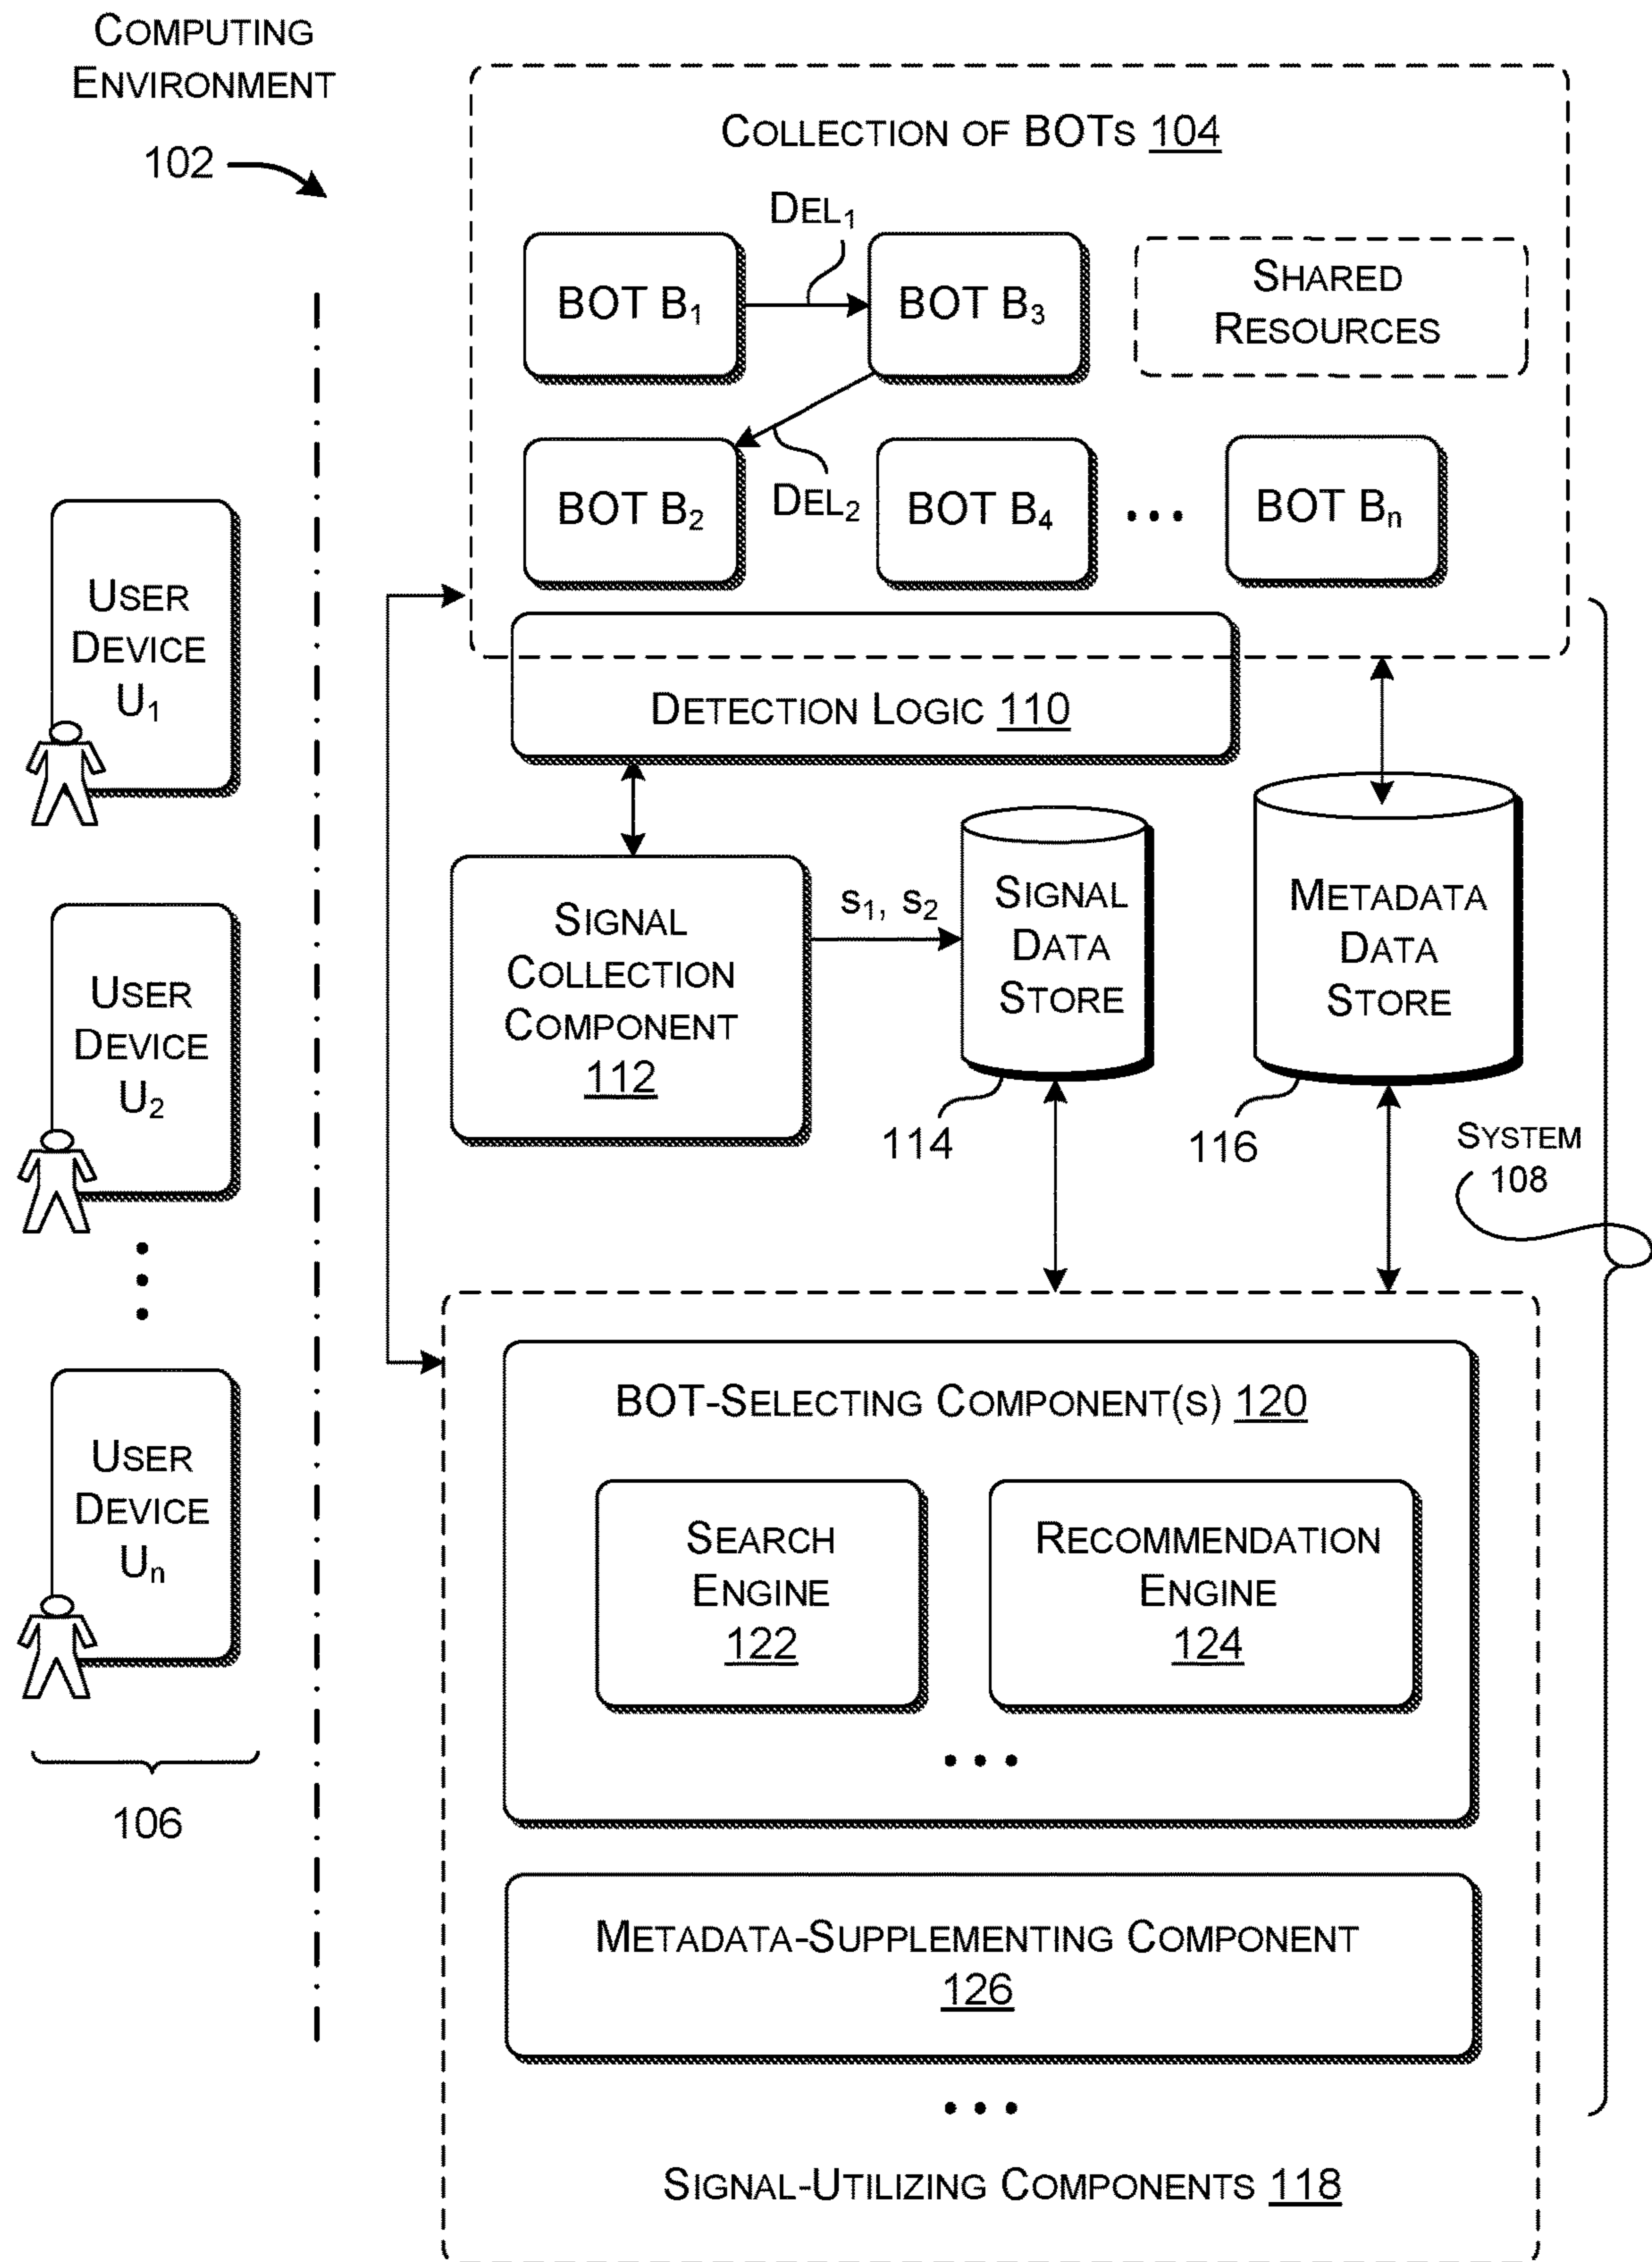 COMPUTING
ENVIRONMENT
102
COLLECTION OF BOTS 104
DEL1
BOT B1
BOT B3
SHARED
RESOURCES
BOT B2
DEL2
BOT B4
•••
BOT Bn
USER
DEVICE
U1
DETECTION LOGIC 110
SIGNAL
COLLECTION
COMPONENT
112
s1, s2
SIGNAL
DATA
STORE
METADATA
DATA
STORE
114
116
SYSTEM
108
USER
DEVICE
U2
USER
DEVICE
Un
106
BOT-SELECTING COMPONENT(S) 120
SEARCH
ENGINE
122
RECOMMENDATION
ENGINE
124
•••
METADATA-SUPPLEMENTING COMPONENT
126
•••
SIGNAL-UTILIZING COMPONENTS 118